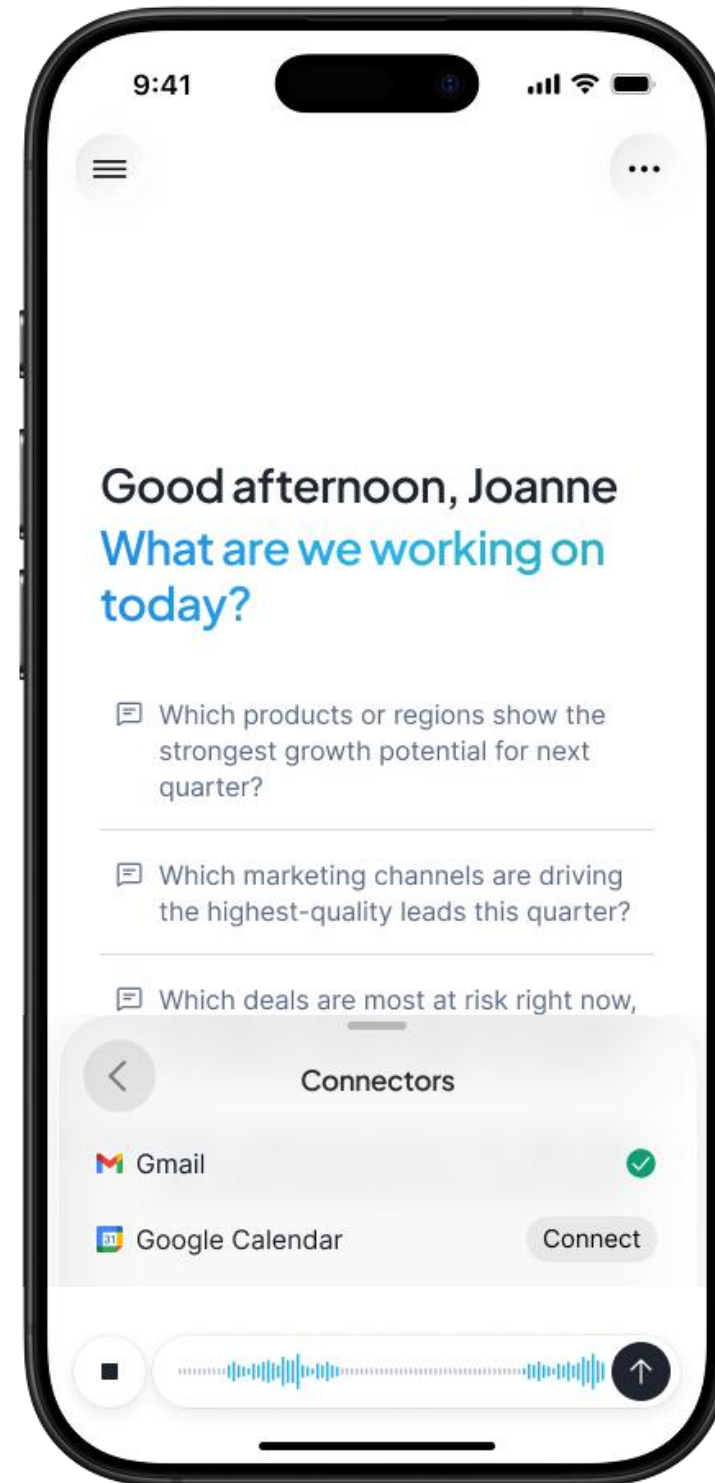 9:41
Good afternoon, Joanne
What are we working on
today?
Which products or regions show the
strongest growth potential for next
quarter?
Which marketing channels are driving
the highest-quality leads this quarter?
Which deals are most at risk right now,
Connectors
Gmail
31
Google Calendar
Connect